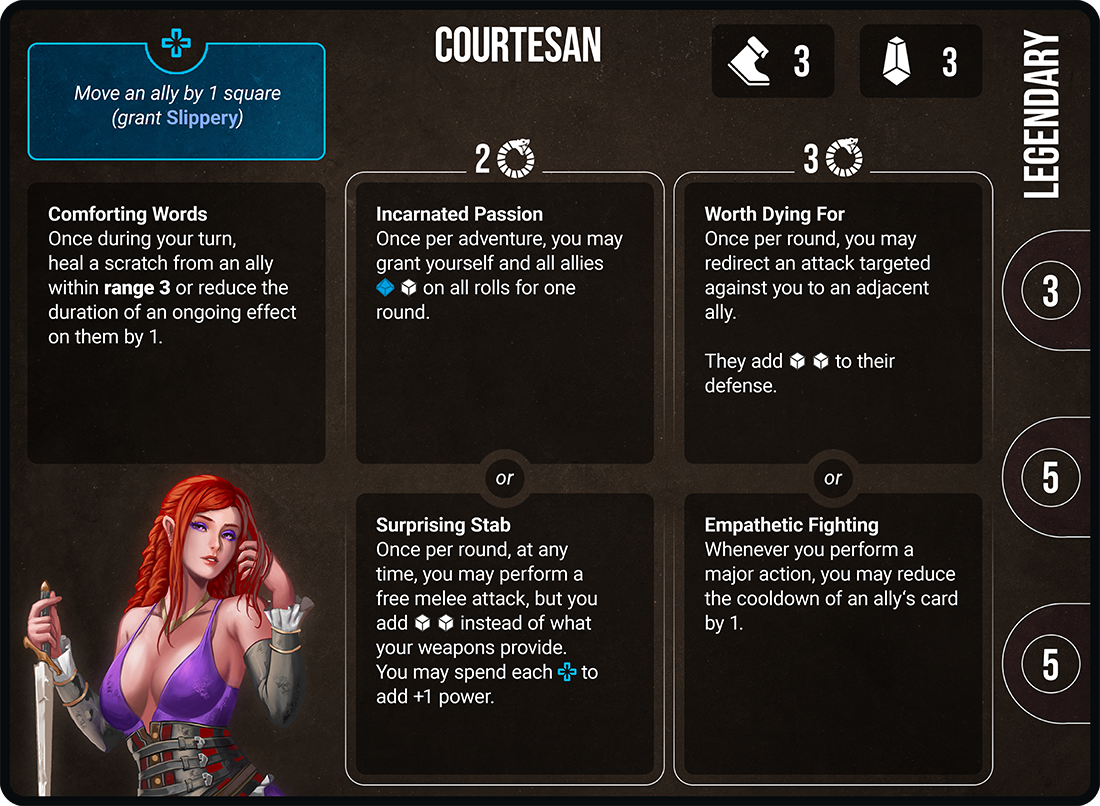 COURTESAN
3
3
LEGENDARY
Move an ally by 1 square
(grant Slippery)
2
3
Comforting Words
Once during your turn,
heal a scratch from an ally
within range 3 or reduce the
duration of an ongoing effect
on them by 1.
Incarnated Passion
Once per adventure, you may
grant yourself and all allies
on all rolls for one
round.
Worth Dying For
Once per round, you may
redirect an attack targeted
against you to an adjacent
ally.
They add to their
defense.
3
5
5
or
or
Surprising Stab
Once per round, at any
time, you may perform a
free melee attack, but you
add instead of what
your weapons provide.
You may spend each to
add +1 power.
Empathetic Fighting
Whenever you perform a
major action, you may reduce
the cooldown of an ally‘s card
by 1.